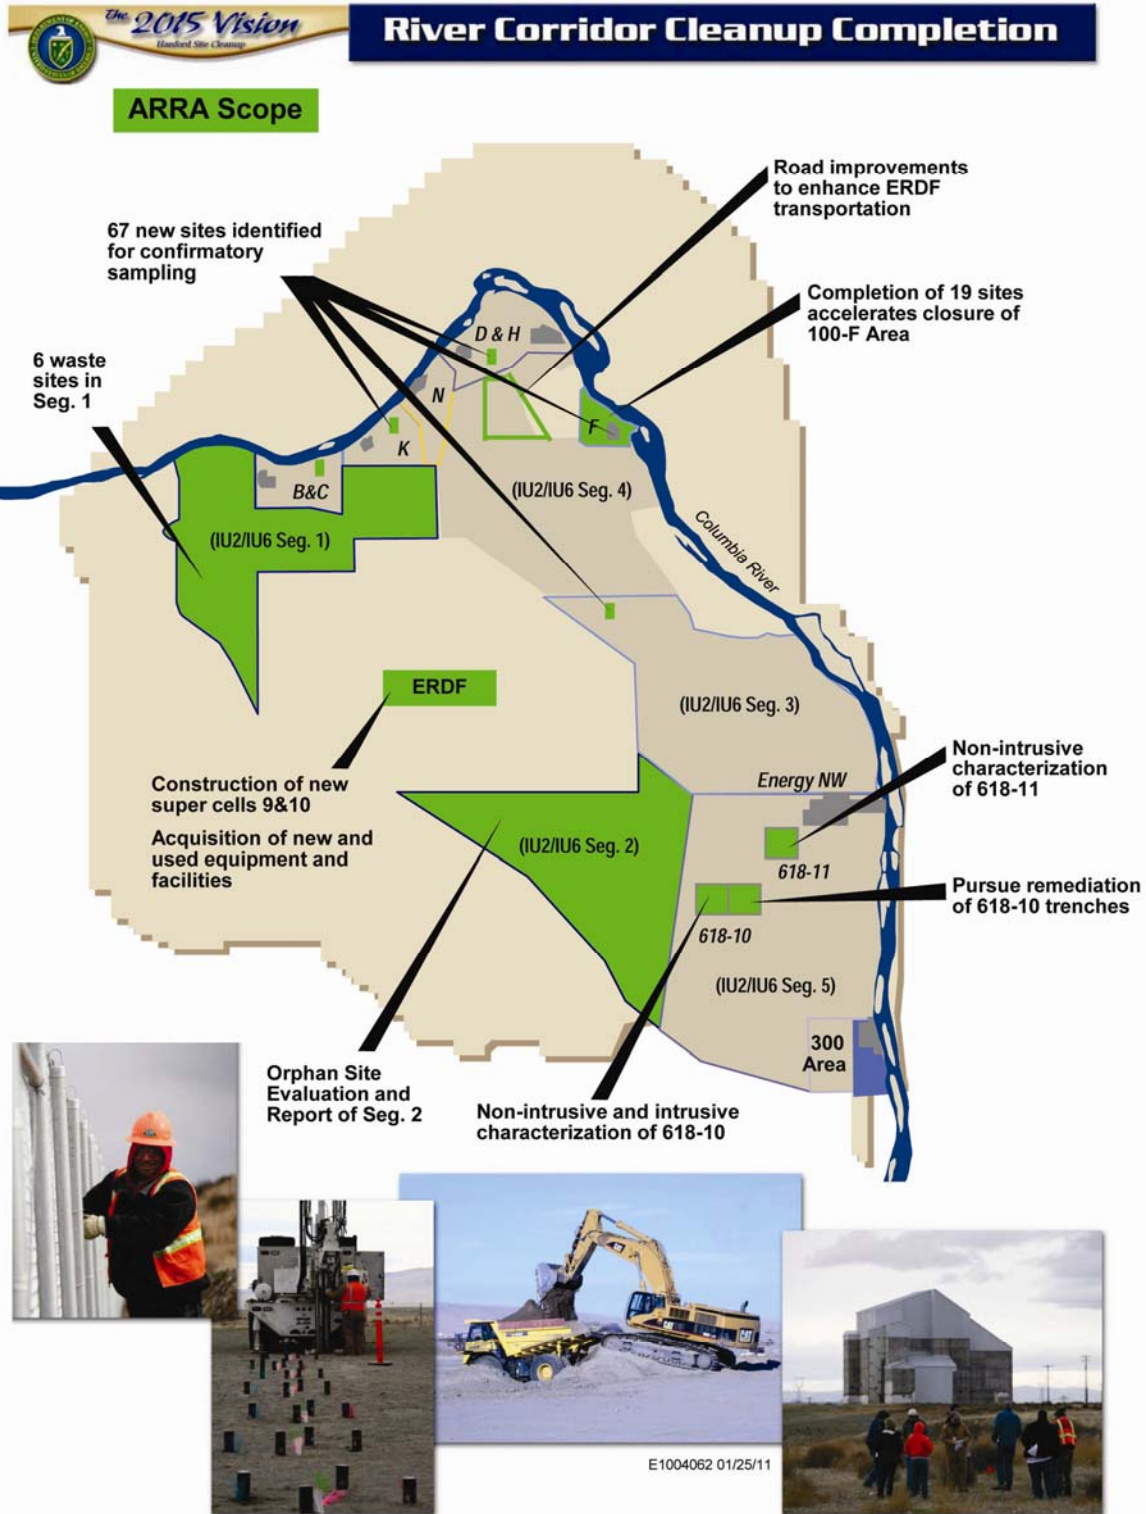 The 2015 Vision
Hanford Site Cleanup
River Corridor Cleanup Completion
ARRA Scope
Road improvements
to enhance ERDF
transportation
67 new sites identified
for confirmatory
sampling
Completion of 19 sites
accelerates closure of
100-F Area
6 waste
sites in
Seg. 1
D & H
N
F
K
B&C
(IU2/IU6 Seg. 4)
(IU2/IU6 Seg. 1)
Columbia River
ERDF
(IU2/IU6 Seg. 3)
Construction of new
super cells 9&10
Acquisition of new and
used equipment and
facilities
Energy NW
Non-intrusive
characterization
of 618-11
(IU2/IU6 Seg. 2)
618-11
Pursue remediation
of 618-10 trenches
618-10
(IU2/IU6 Seg. 5)
300
Area
Orphan Site
Evaluation and
Report of Seg. 2
Non-intrusive and intrusive
characterization of 618-10
CAT
CAT
E1004062 01/25/11